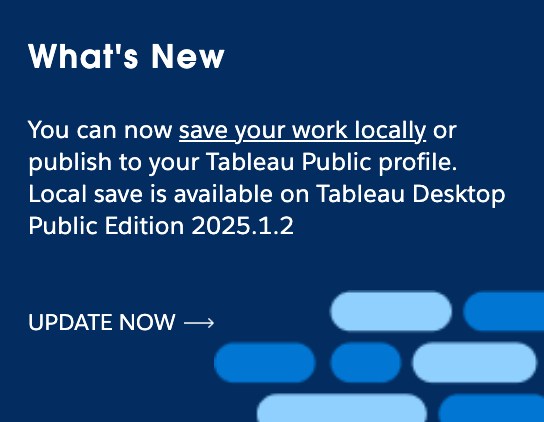 What's New
You can now save your work locally or
publish to your Tableau Public profile.
Local save is available on Tableau Desktop
Public Edition 2025.1.2
UPDATE NOW ⟶